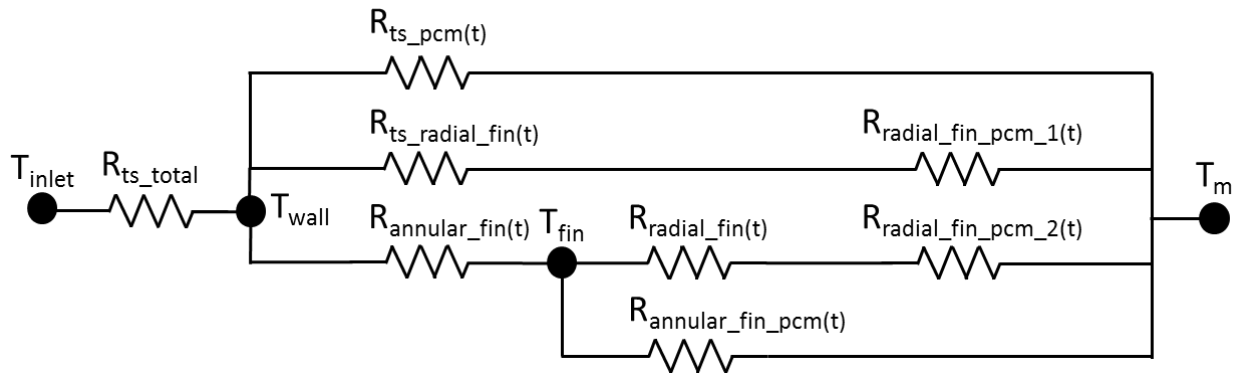 R_ts_pcm(t)
R_ts_radial_fin(t)
R_radial_fin_pcm_1(t)
T_inlet
R_ts_total
T_wall
T_m
R_annular_fin(t)
T_fin
R_radial_fin(t)
R_radial_fin_pcm_2(t)
R_annular_fin_pcm(t)